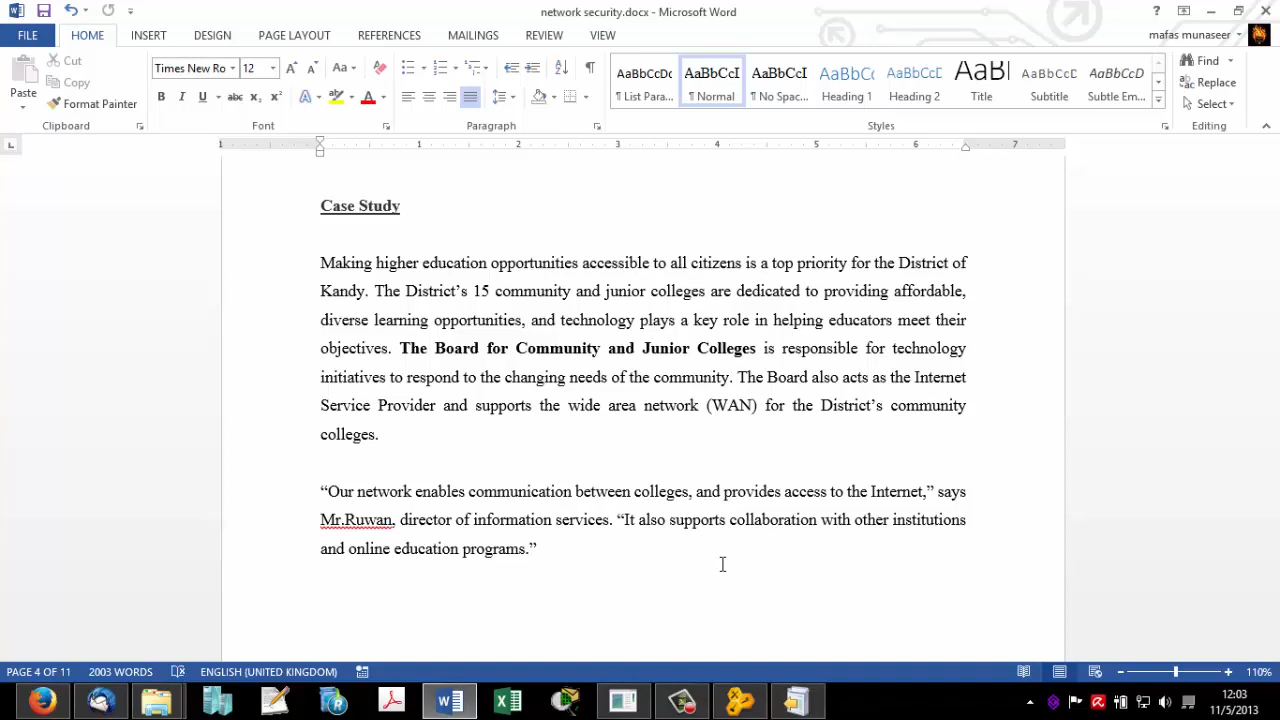 network security.docx - Microsoft Word
FILE HOME INSERT DESIGN PAGE LAYOUT REFERENCES MAILINGS REVIEW VIEW mafas munaseer
Paste Cut Copy Format Painter
Times New Ro 12
AaBbCcDc AaBbCcI AaBbCcI AaBbCc AaBbCcI AaB AaBbCcD AaBbCcD
¶ List Para... ¶ Normal ¶ No Spac... Heading 1 Heading 2 Title Subtitle Subtle Em...
Find Replace Select
Clipboard Font Paragraph Styles Editing
1 1 2 3 4 5 6 7
Case Study
Making higher education opportunities accessible to all citizens is a top priority for the District of
Kandy. The District’s 15 community and junior colleges are dedicated to providing affordable,
diverse learning opportunities, and technology plays a key role in helping educators meet their
objectives. The Board for Community and Junior Colleges is responsible for technology
initiatives to respond to the changing needs of the community. The Board also acts as the Internet
Service Provider and supports the wide area network (WAN) for the District’s community
colleges.
“Our network enables communication between colleges, and provides access to the Internet,” says
Mr.Ruwan, director of information services. “It also supports collaboration with other institutions
and online education programs.”
PAGE 4 OF 11 2003 WORDS ENGLISH (UNITED KINGDOM) 110%
12:03
11/5/2013